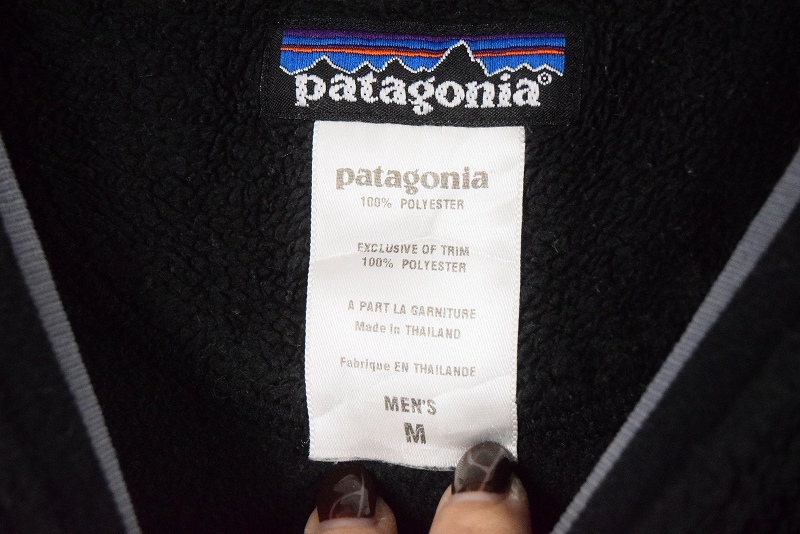 patagonia®
patagonia
100% POLYESTER
EXCLUSIVE OF TRIM
100% POLYESTER
A PART LA GARNITURE
Made in THAILAND
Fabrique EN THAILANDE
MEN'S
M